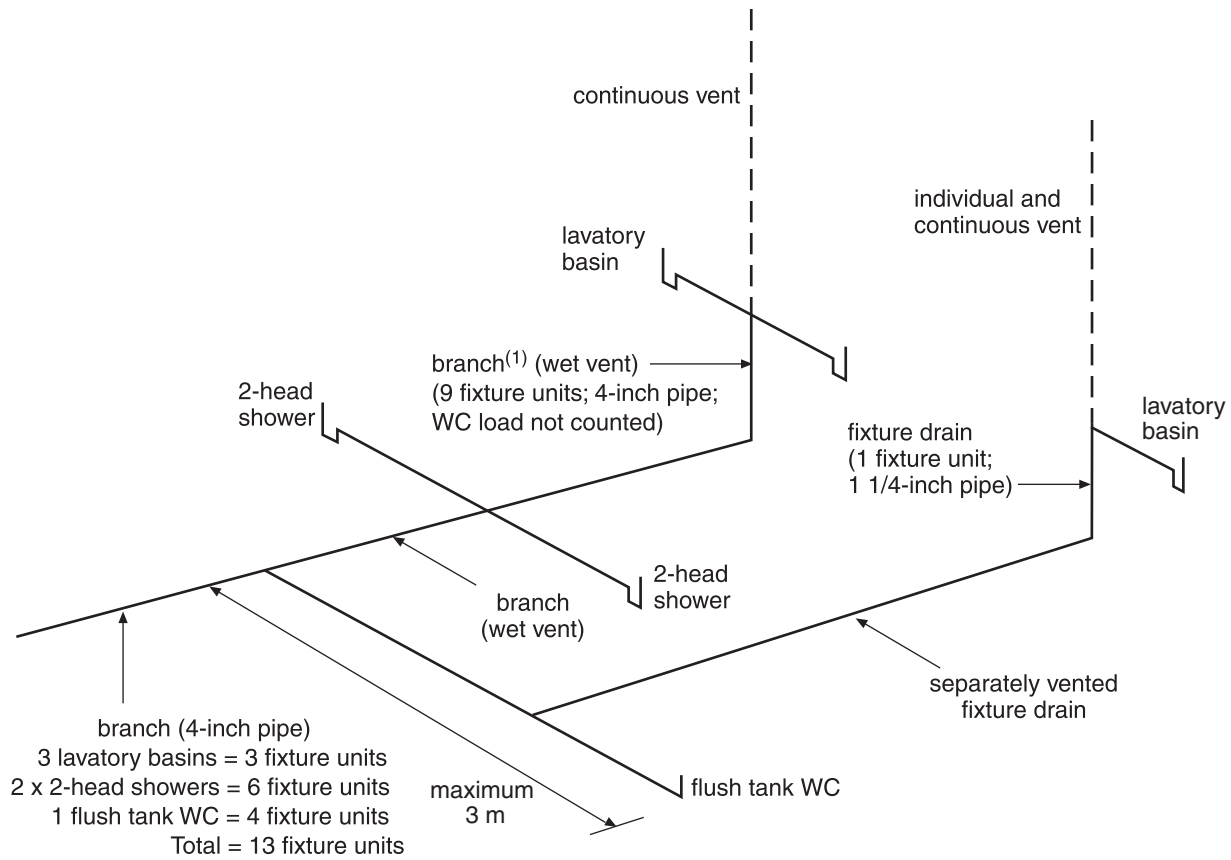 continuous vent
individual and
continuous vent
lavatory
basin
branch(1) (wet vent)
(9 fixture units; 4-inch pipe;
WC load not counted)
2-head
shower
lavatory
basin
fixture drain
(1 fixture unit;
1 1/4-inch pipe)
2-head
shower
branch
(wet vent)
separately vented
fixture drain
branch (4-inch pipe)
3 lavatory basins = 3 fixture units
2 x 2-head showers = 6 fixture units
1 flush tank WC = 4 fixture units
Total = 13 fixture units
maximum
3 m
flush tank WC